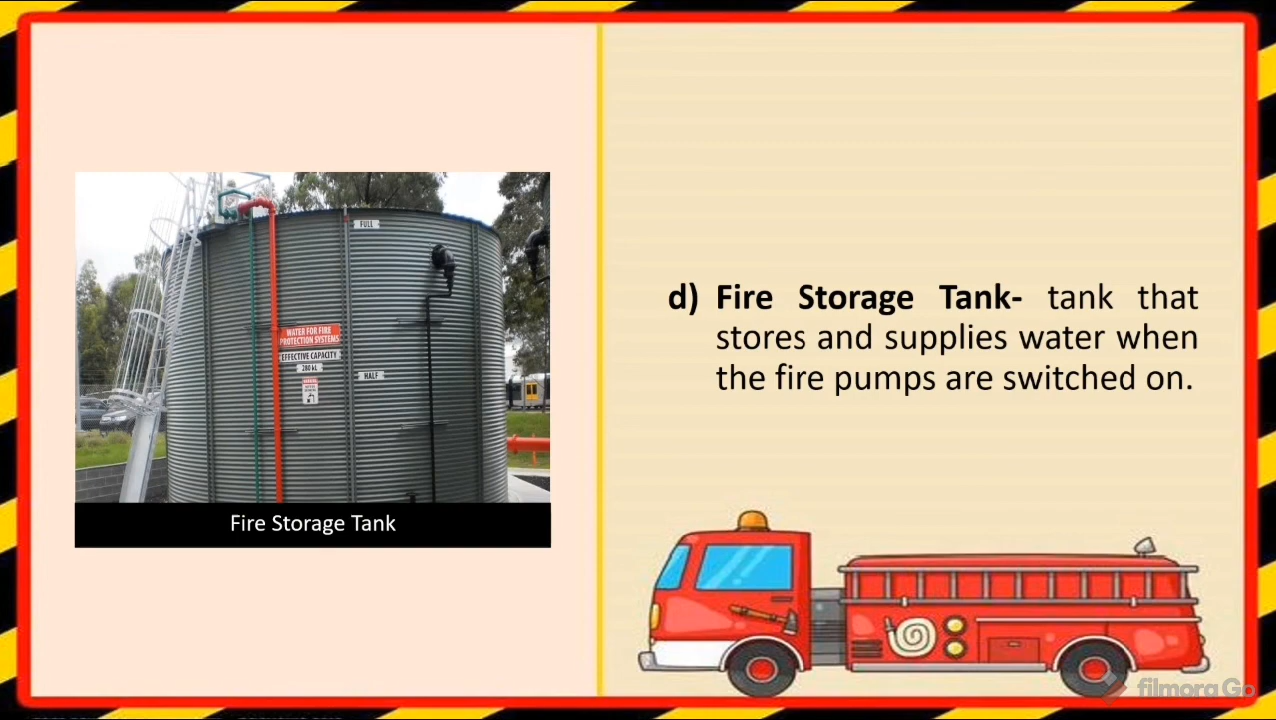 FULL
WATER FOR FIRE
PROTECTION SYSTEMS
EFFECTIVE CAPACITY
280 kL
HALF
Fire Storage Tank
d) Fire Storage Tank- tank that
stores and supplies water when
the fire pumps are switched on.
filmoraGo